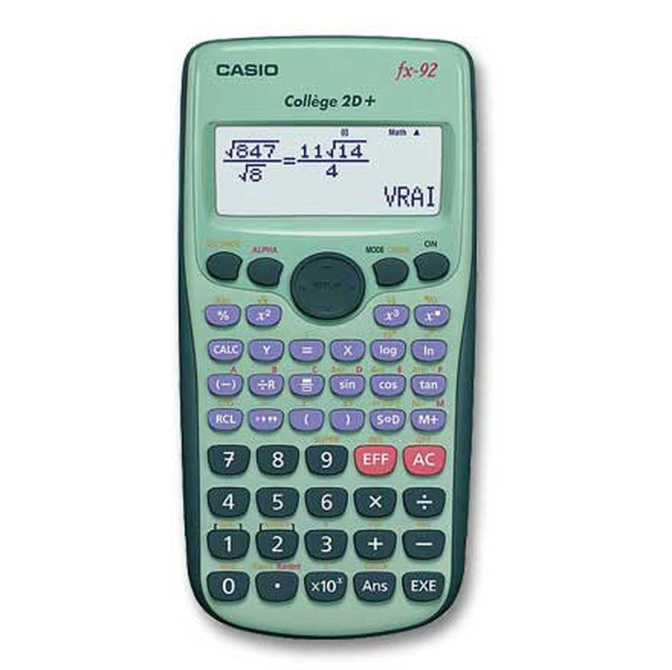 CASIO fx-92
Collège 2D+
Math ▲
√847/√8=11√14/4
VRAI
ALPHA MODE ON
% x² x³ x■
CALC Y = X log ln
A B C D E F
(−) ÷R sin cos tan
M
RCL °’” ( ) S⇔D M+
7 8 9 EFF AC
4 5 6 × ÷
1 2 3 + −
0 · ×10ˣ Ans EXE